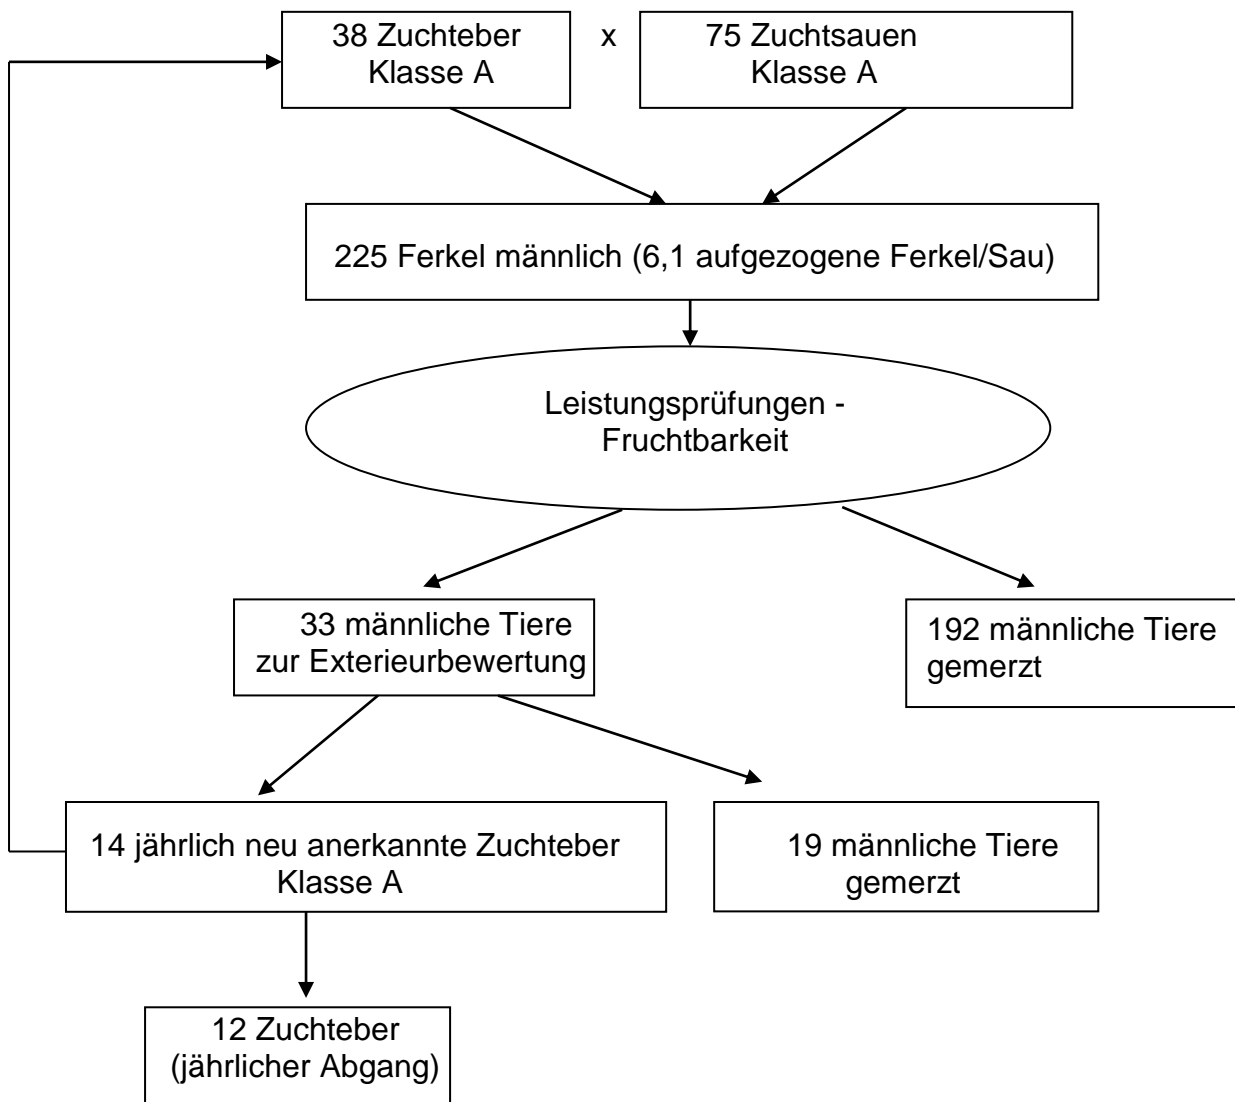 38 Zuchteber
Klasse A
x
75 Zuchtsauen
Klasse A
225 Ferkel männlich (6,1 aufgezogene Ferkel/Sau)
Leistungsprüfungen -
Fruchtbarkeit
33 männliche Tiere
zur Exterieurbewertung
192 männliche Tiere
gemerzt
14 jährlich neu anerkannte Zuchteber
Klasse A
19 männliche Tiere
gemerzt
12 Zuchteber
(jährlicher Abgang)